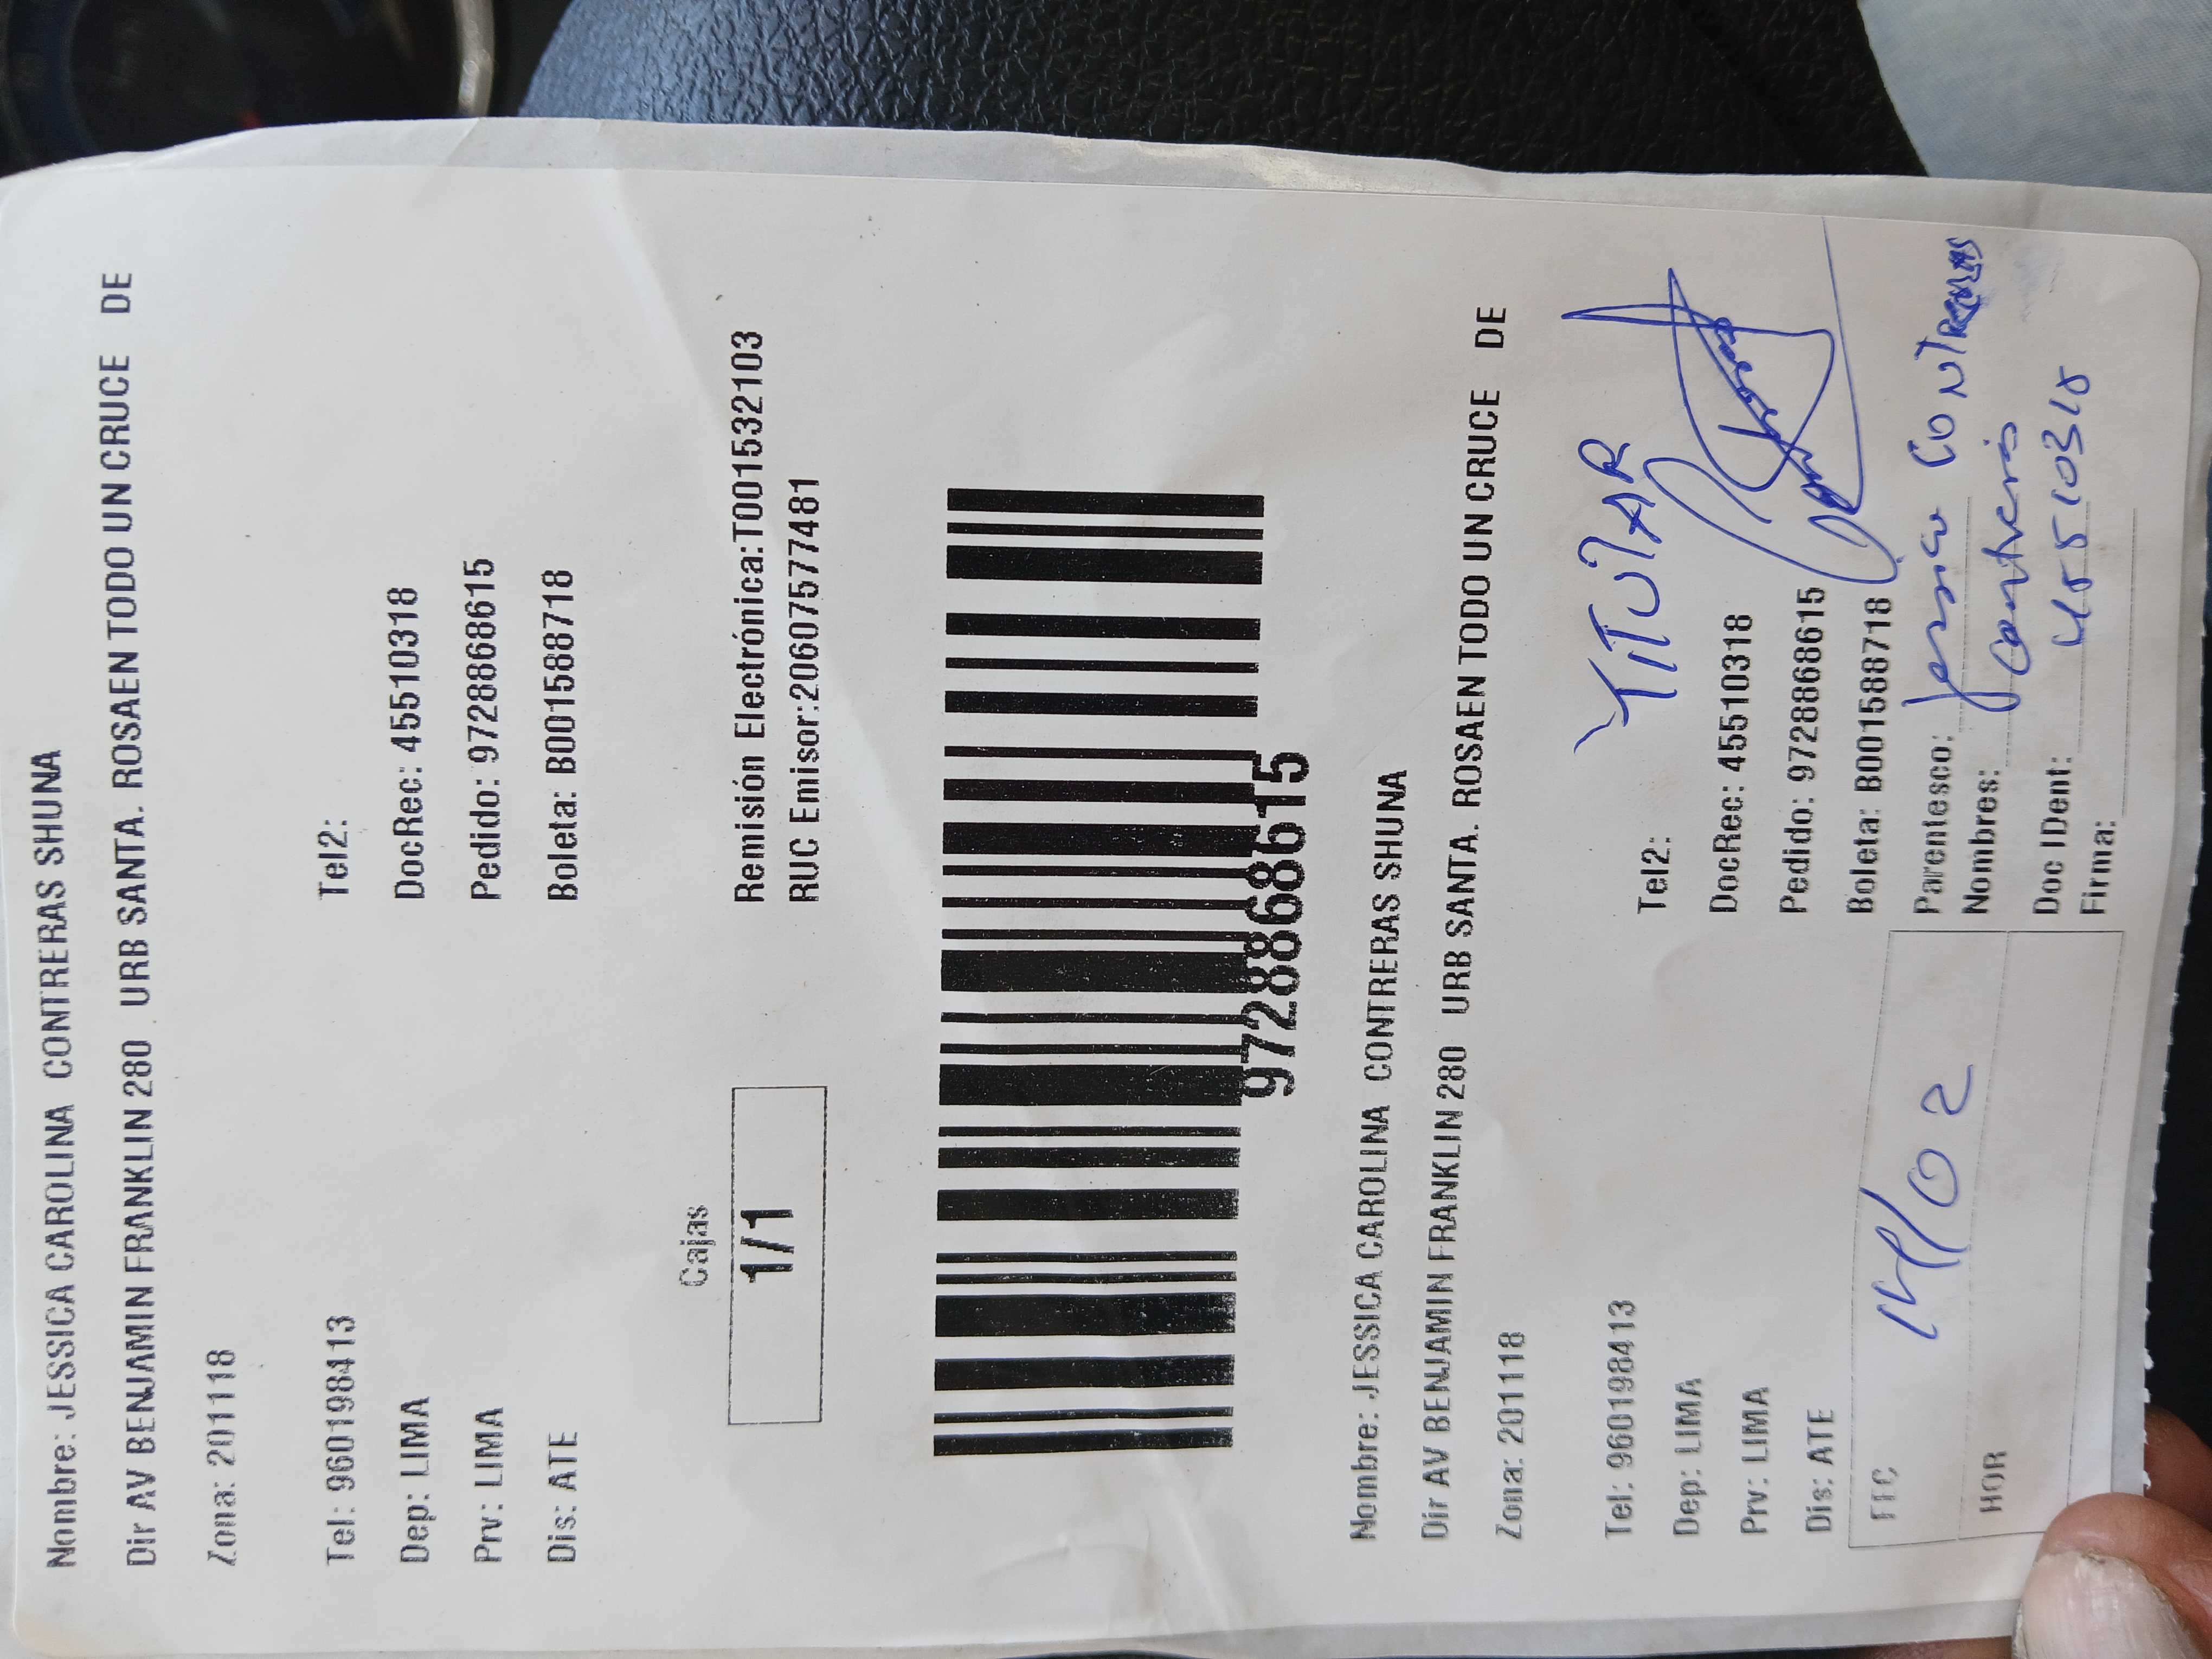 Nombre: JESSICA CAROLINA CONTRERAS SHUNA
Dir AV BENJAMIN FRANKLIN 280 URB SANTA. ROSAEN TODO UN CRUCE DE
Zona: 201118
Tel: 960198413 Tel2:
Dep: LIMA DocRec: 45510318
Prv: LIMA Pedido: 9728868615
Dis: ATE Boleta: B001588718
Cajas
1/1
Remisión Electrónica:T001532103
RUC Emisor:20607577481
9728868615
Nombre: JESSICA CAROLINA CONTRERAS SHUNA
Dir AV BENJAMIN FRANKLIN 280 URB SANTA. ROSAEN TODO UN CRUCE DE
Zona: 201118
TITULAR
Tel: 960198413 Tel2:
Dep: LIMA DocRec: 45510318
Prv: LIMA Pedido: 9728868615
Dis: ATE Boleta: B001588718
FEC 14/02
HOR
Parentesco: Jessica CONTRERAS
Nombres: Contreras
Doc IDent: 45510318
Firma: